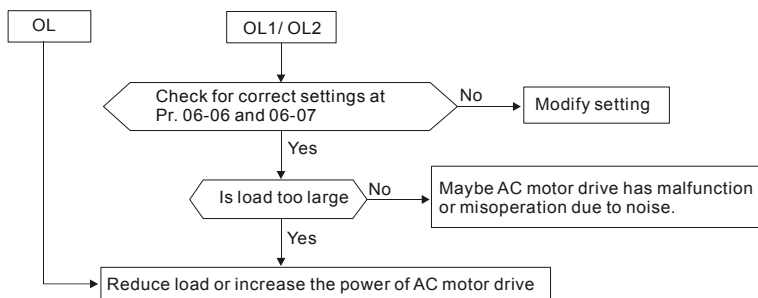 OL
OL1/ OL2
Check for correct settings at
Pr. 06-06 and 06-07
No
Modify setting
Yes
Is load too large
No
Maybe AC motor drive has malfunction
or misoperation due to noise.
Yes
Reduce load or increase the power of AC motor drive